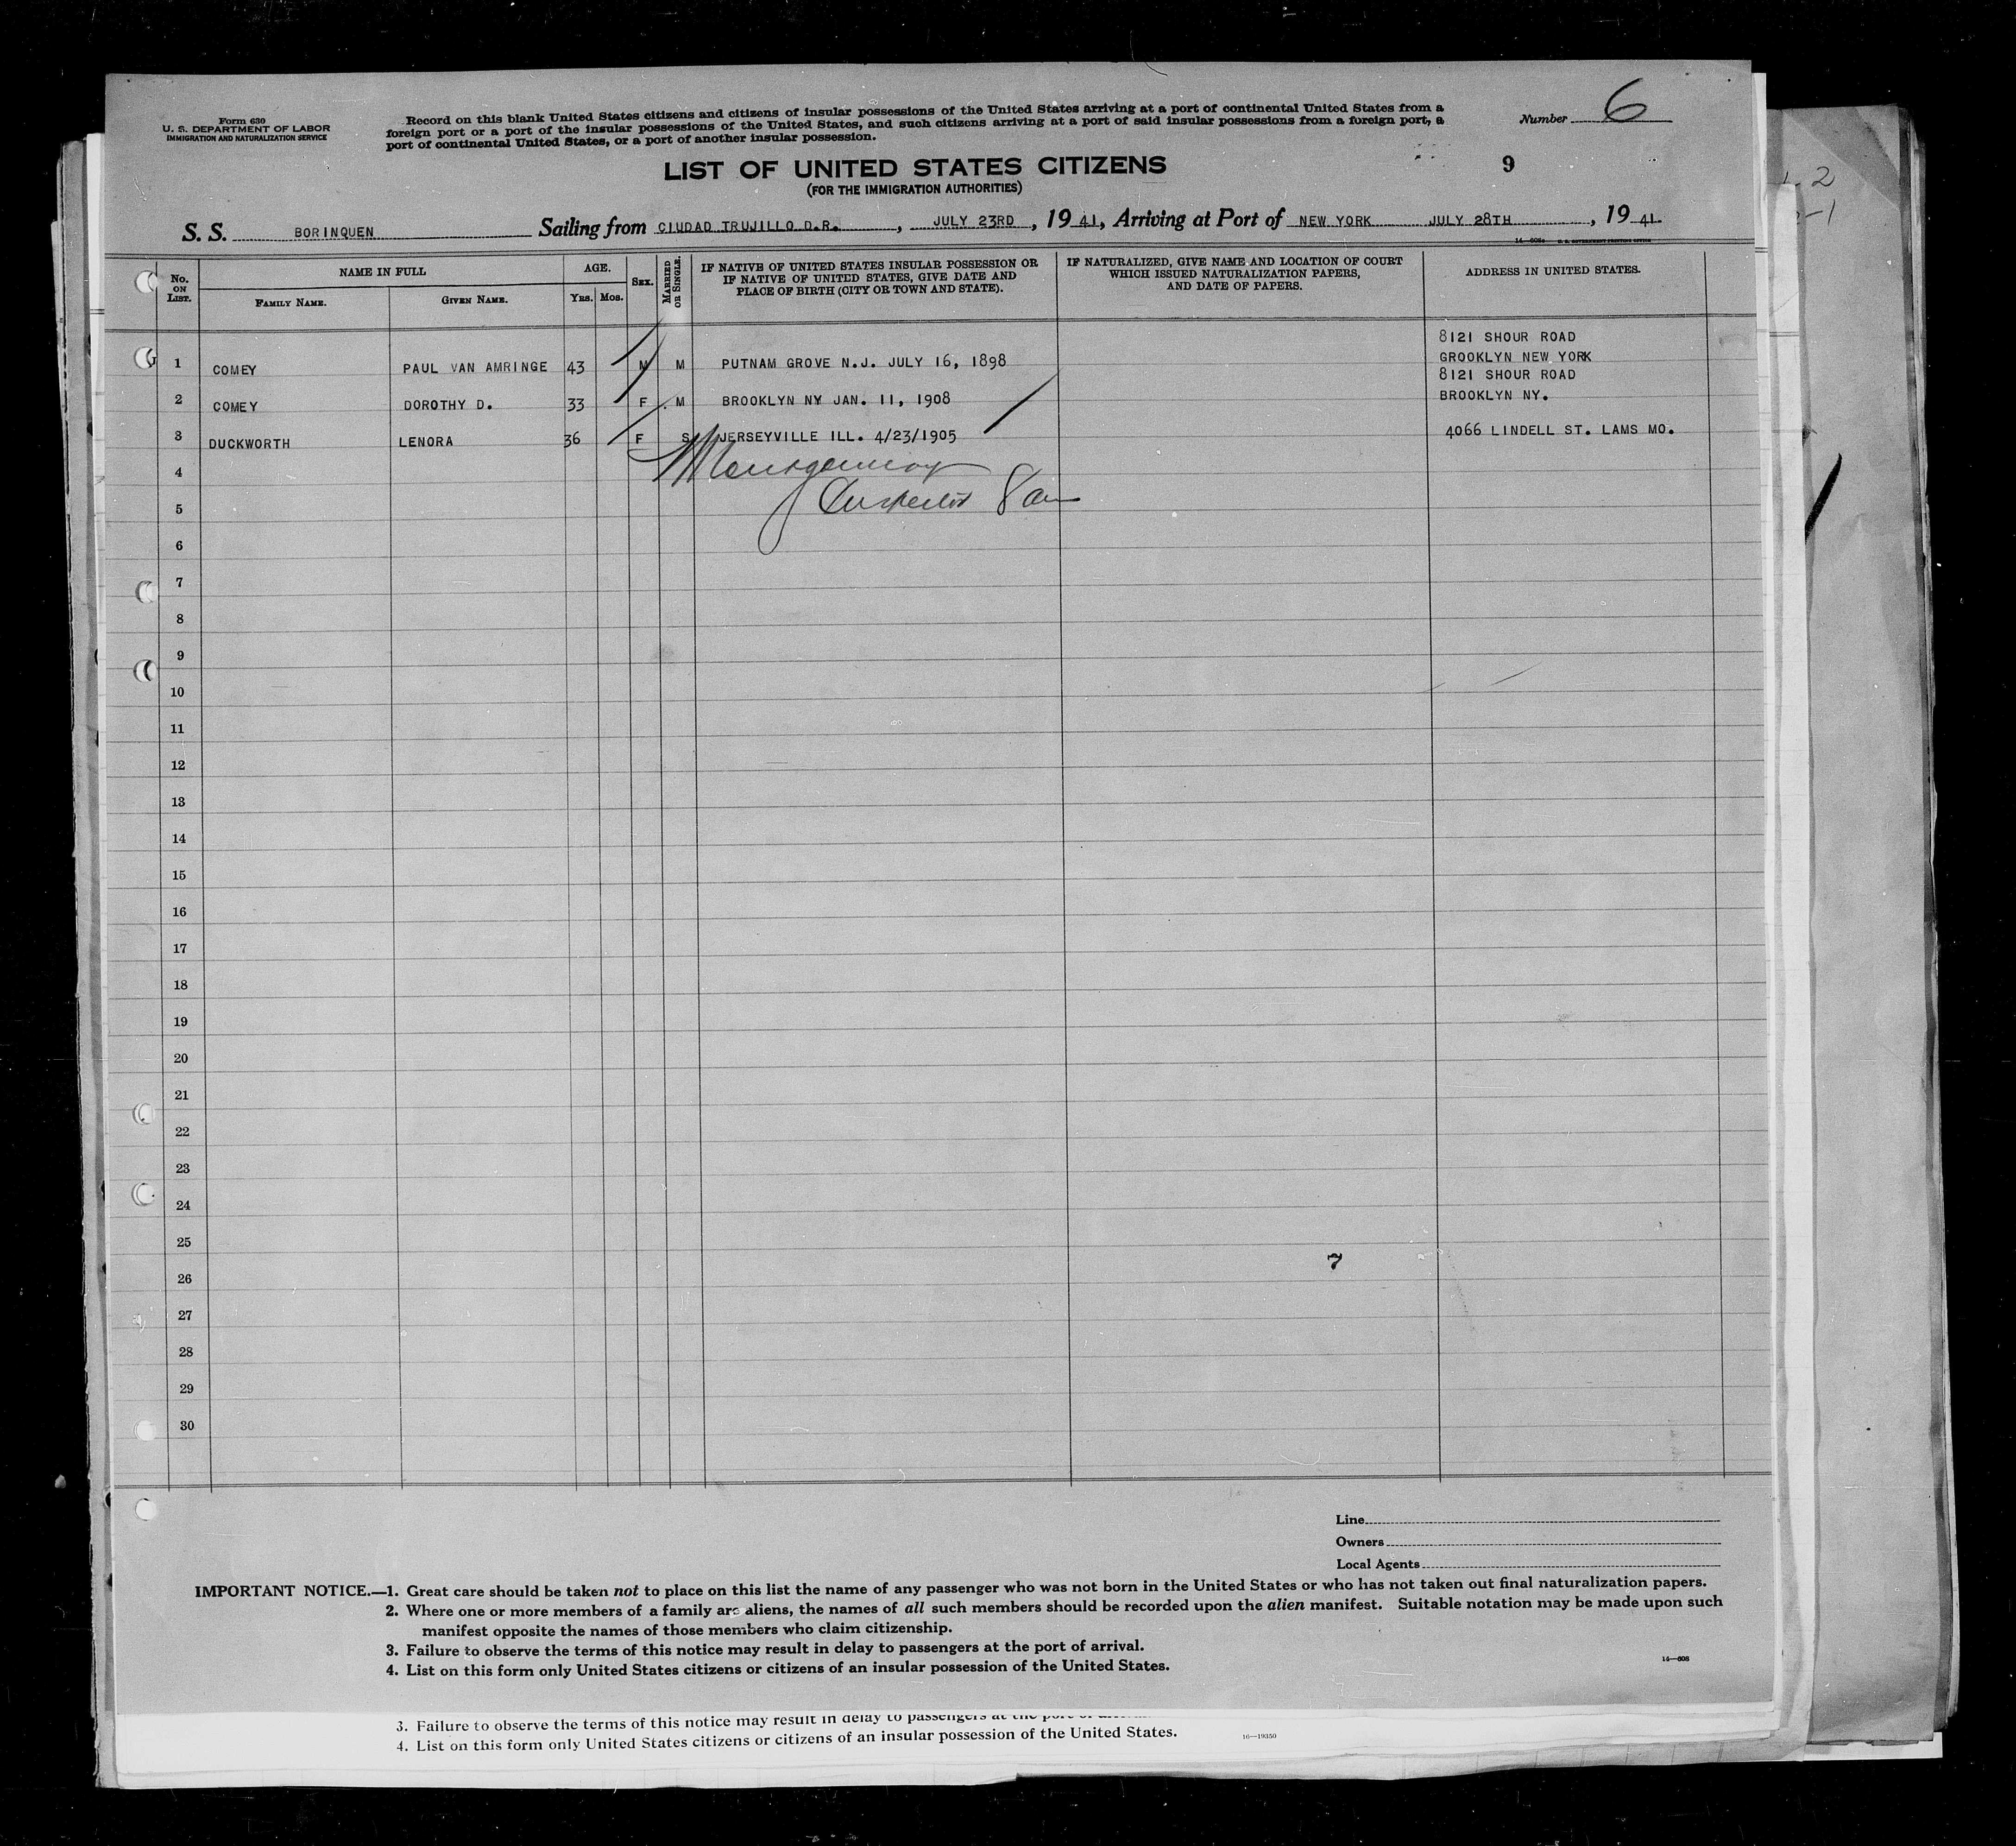 Form 630
U. S. DEPARTMENT OF LABOR
IMMIGRATION AND NATURALIZATION SERVICE
Record on this blank United States citizens and citizens of insular possessions of the United States arriving at a port of continental United States from a
foreign port or a port of the insular possessions of the United States, and such citizens arriving at a port of said insular possessions from a foreign port, a
port of continental United States, or a port of another insular possession.
Number 6
LIST OF UNITED STATES CITIZENS
9
(FOR THE IMMIGRATION AUTHORITIES)
S. S. BORINQUEN Sailing from CIUDAD TRUJILLO D.R. , JULY 23RD , 19 41, Arriving at Port of NEW YORK JULY 28TH , 19 41.
No. ON LIST. NAME IN FULL AGE. SEX. MARRIED OR SINGLE. IF NATIVE OF UNITED STATES INSULAR POSSESSION OR IF NATIVE OF UNITED STATES, GIVE DATE AND PLACE OF BIRTH (CITY OR TOWN AND STATE). IF NATURALIZED, GIVE NAME AND LOCATION OF COURT WHICH ISSUED NATURALIZATION PAPERS, AND DATE OF PAPERS. ADDRESS IN UNITED STATES.
FAMILY NAME. GIVEN NAME. YRS. MOS.
8121 SHOUR ROAD
1 COMEY PAUL VAN AMRINGE 43 M M PUTNAM GROVE N.J. JULY 16, 1898 GROOKLYN NEW YORK
8121 SHOUR ROAD
2 COMEY DOROTHY D. 33 F M BROOKLYN NY JAN. 11, 1908 BROOKLYN NY.
3 DUCKWORTH LENORA 36 F S JERSEYVILLE ILL. 4/23/1905 4066 LINDELL ST. LAMS MO.
4 Montgomery
5 Inspector
6
7
8
9
10
11
12
13
14
15
16
17
18
19
20
21
22
23
24
25
7
26
27
28
29
30
Line
Owners
Local Agents
IMPORTANT NOTICE.—1. Great care should be taken not to place on this list the name of any passenger who was not born in the United States or who has not taken out final naturalization papers.
2. Where one or more members of a family are aliens, the names of all such members should be recorded upon the alien manifest. Suitable notation may be made upon such
manifest opposite the names of those members who claim citizenship.
3. Failure to observe the terms of this notice may result in delay to passengers at the port of arrival.
4. List on this form only United States citizens or citizens of an insular possession of the United States.
14—608
3. Failure to observe the terms of this notice may result in delay to passengers at the port of
4. List on this form only United States citizens or citizens of an insular possession of the United States.
16—19350